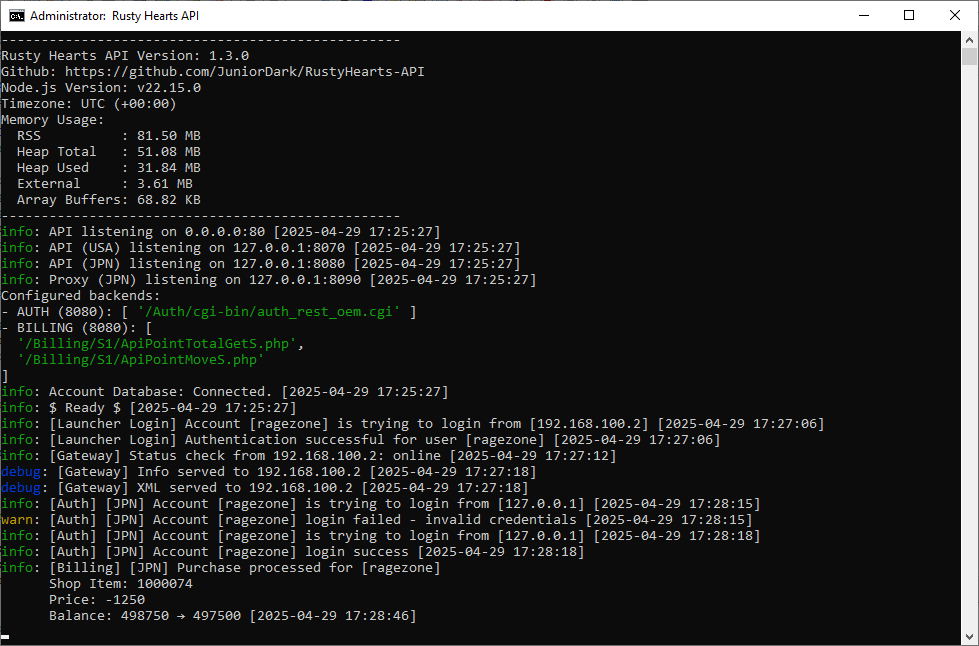 Administrator: Rusty Hearts API
--------------------------------------------------
Rusty Hearts API Version: 1.3.0
Github: https://github.com/JuniorDark/RustyHearts-API
Node.js Version: v22.15.0
Timezone: UTC (+00:00)
Memory Usage:
  RSS          : 81.50 MB
  Heap Total   : 51.08 MB
  Heap Used    : 31.84 MB
  External     : 3.61 MB
  Array Buffers: 68.82 KB
--------------------------------------------------
info: API listening on 0.0.0.0:80 [2025-04-29 17:25:27]
info: API (USA) listening on 127.0.0.1:8070 [2025-04-29 17:25:27]
info: API (JPN) listening on 127.0.0.1:8080 [2025-04-29 17:25:27]
info: Proxy (JPN) listening on 127.0.0.1:8090 [2025-04-29 17:25:27]
Configured backends:
- AUTH (8080): [ '/Auth/cgi-bin/auth_rest_oem.cgi' ]
- BILLING (8080): [
  '/Billing/S1/ApiPointTotalGetS.php',
  '/Billing/S1/ApiPointMoveS.php'
]
info: Account Database: Connected. [2025-04-29 17:25:27]
info: $ Ready $ [2025-04-29 17:25:27]
info: [Launcher Login] Account [ragezone] is trying to login from [192.168.100.2] [2025-04-29 17:27:06]
info: [Launcher Login] Authentication successful for user [ragezone] [2025-04-29 17:27:06]
info: [Gateway] Status check from 192.168.100.2: online [2025-04-29 17:27:12]
debug: [Gateway] Info served to 192.168.100.2 [2025-04-29 17:27:18]
debug: [Gateway] XML served to 192.168.100.2 [2025-04-29 17:27:18]
info: [Auth] [JPN] Account [ragezone] is trying to login from [127.0.0.1] [2025-04-29 17:28:15]
warn: [Auth] [JPN] Account [ragezone] login failed - invalid credentials [2025-04-29 17:28:15]
info: [Auth] [JPN] Account [ragezone] is trying to login from [127.0.0.1] [2025-04-29 17:28:18]
info: [Auth] [JPN] Account [ragezone] login success [2025-04-29 17:28:18]
info: [Billing] [JPN] Purchase processed for [ragezone]
      Shop Item: 1000074
      Price: -1250
      Balance: 498750 → 497500 [2025-04-29 17:28:46]